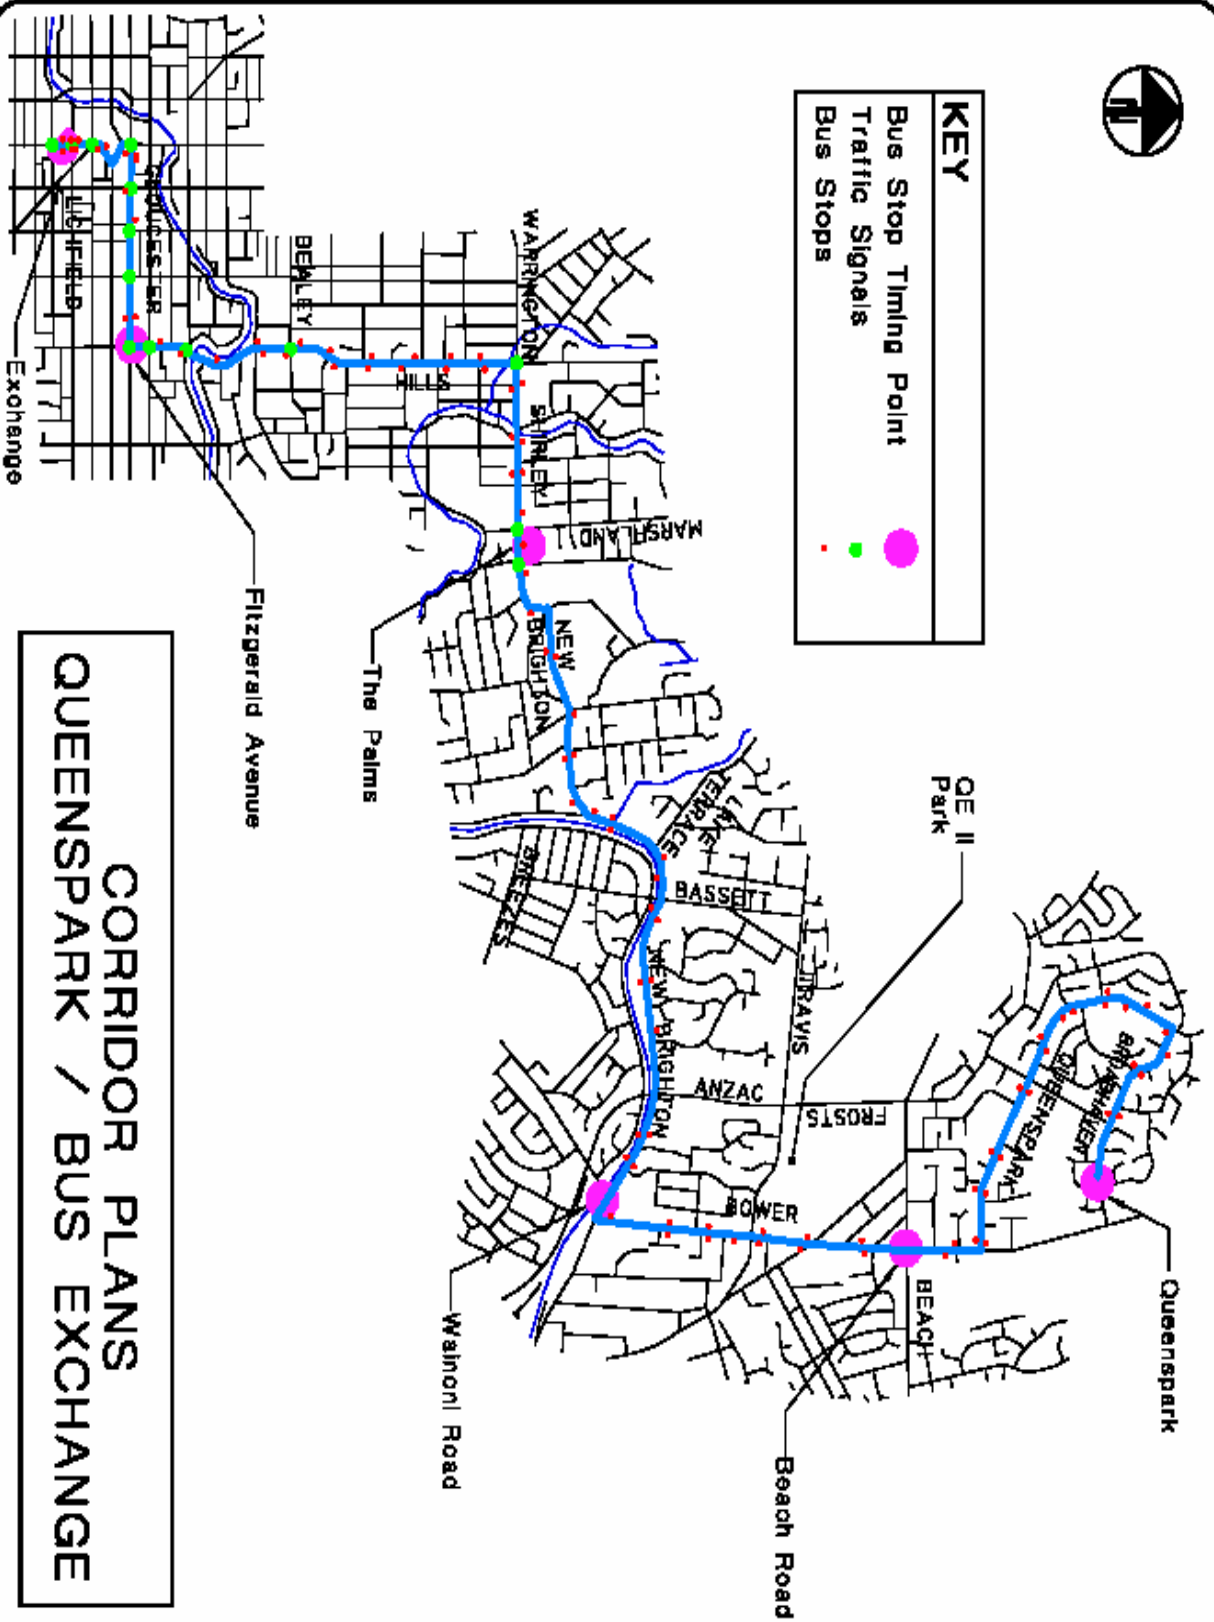 KEY
Bus Stop Timing Point
Traffic Signals
Bus Stops
Queenspark
QE II
Park
BRIARHAVEN
QUEENSPARK
BEACH
FROSTS
TRAVIS
ANZAC
BOWER
Beach Road
BASSETT
LAKE
TERRACE
MARSHLAND
NEW BRIGHTON
NEW
BRIGHTON
WARRINGTON
SHIRLEY
BREEZES
Wainoni Road
HILLS
The Palms
BEALEY
Fitzgerald Avenue
GLOUCESTER
LICHFIELD
Exchange
CORRIDOR PLANS
QUEENSPARK / BUS EXCHANGE